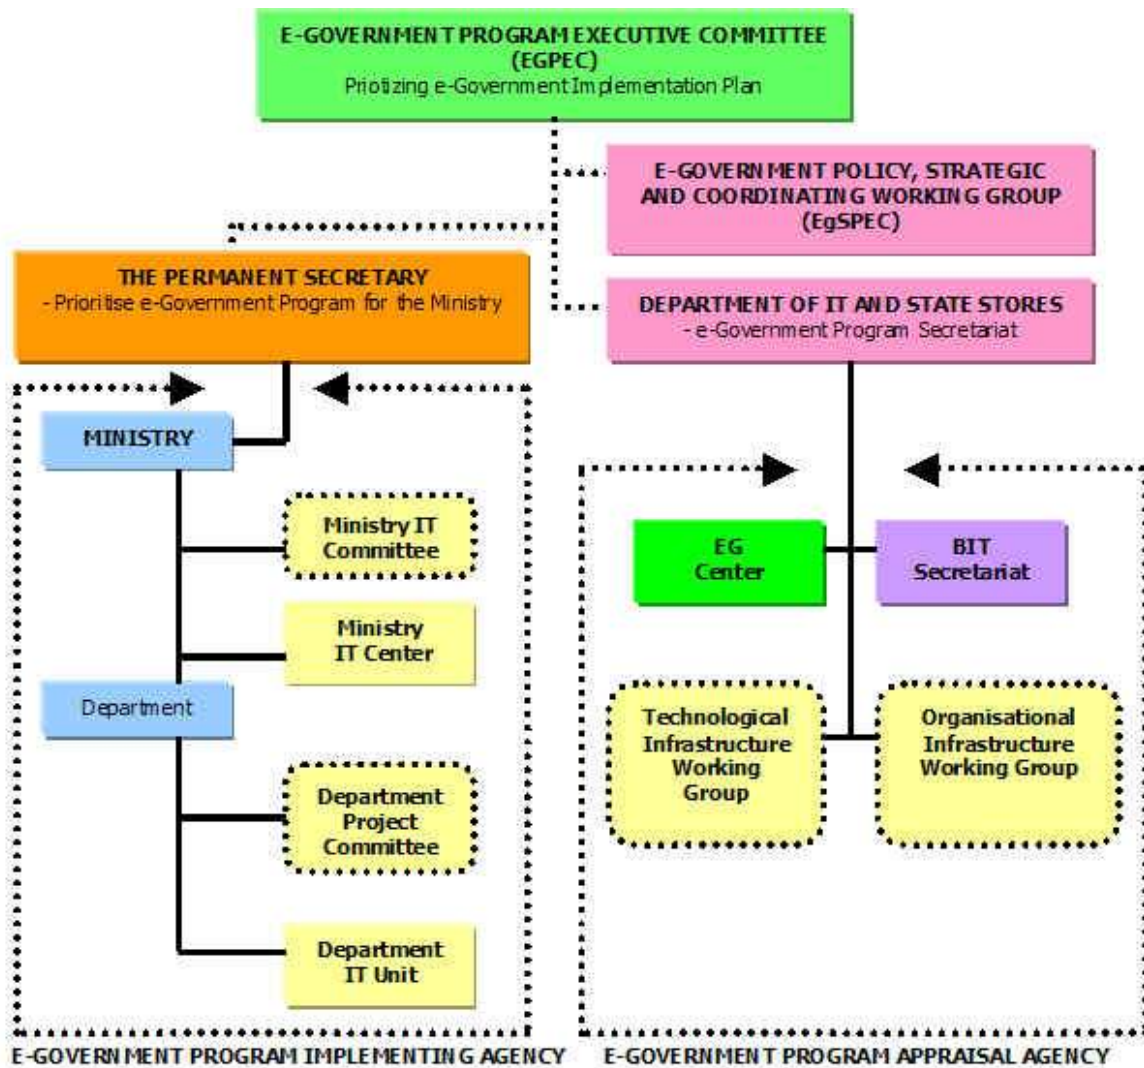 E-GOVERNMENT PROGRAM EXECUTIVE COMMITTEE
(EGPEC)
Priotizing e-Government Implementation Plan
E-GOVERNMENT POLICY, STRATEGIC
AND COORDINATING WORKING GROUP
(EgSPEC)
THE PERMANENT SECRETARY
- Prioritise e-Government Program for the Ministry
DEPARTMENT OF IT AND STATE STORES
- e-Government Program Secretariat
MINISTRY
Ministry IT
Committee
Ministry
IT Center
Department
Department
Project
Committee
Department
IT Unit
EG
Center
BIT
Secretariat
Technological
Infrastructure
Working
Group
Organisational
Infrastructure
Working Group
E-GOVERNMENT PROGRAM IMPLEMENTING AGENCY
E-GOVERNMENT PROGRAM APPRAISAL AGENCY